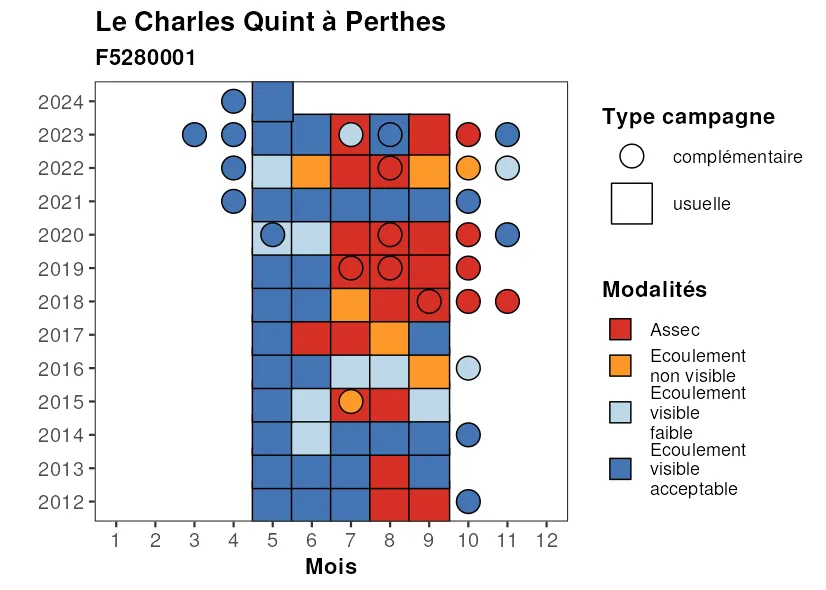 Le Charles Quint à Perthes
F5280001
2024
2023
2022
2021
2020
2019
2018
2017
2016
2015
2014
2013
2012
1 2 3 4 5 6 7 8 9 10 11 12
Mois
Type campagne
complémentaire
usuelle
Modalités
Assec
Ecoulement
non visible
Ecoulement
visible
faible
Ecoulement
visible
acceptable